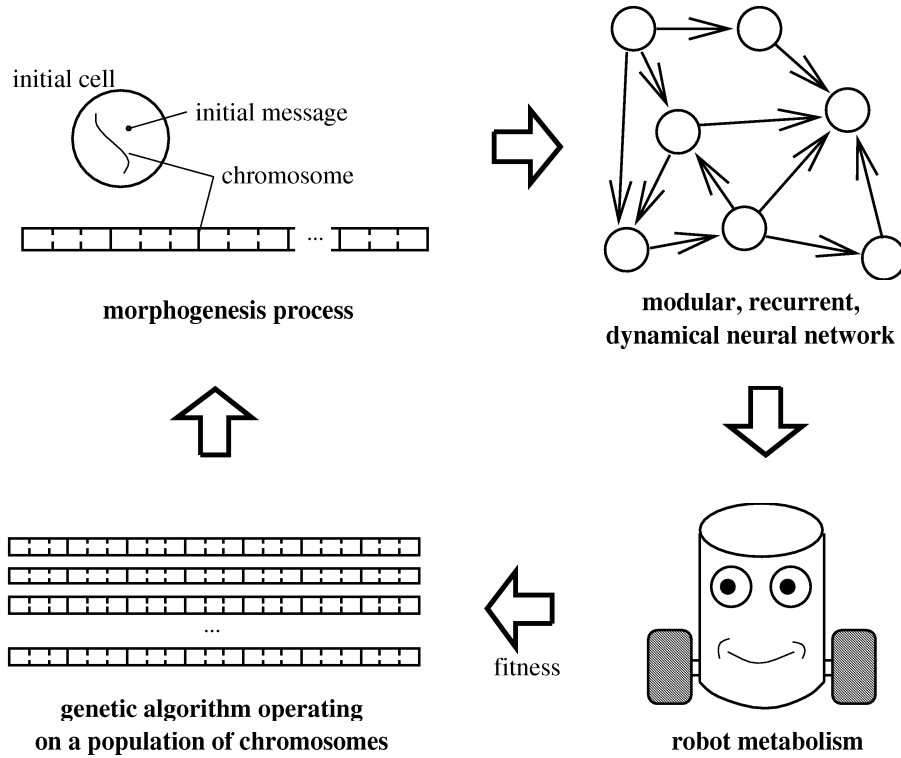 initial cell
initial message
chromosome
...
morphogenesis process
modular, recurrent,
dynamical neural network
...
fitness
genetic algorithm operating
on a population of chromosomes
robot metabolism